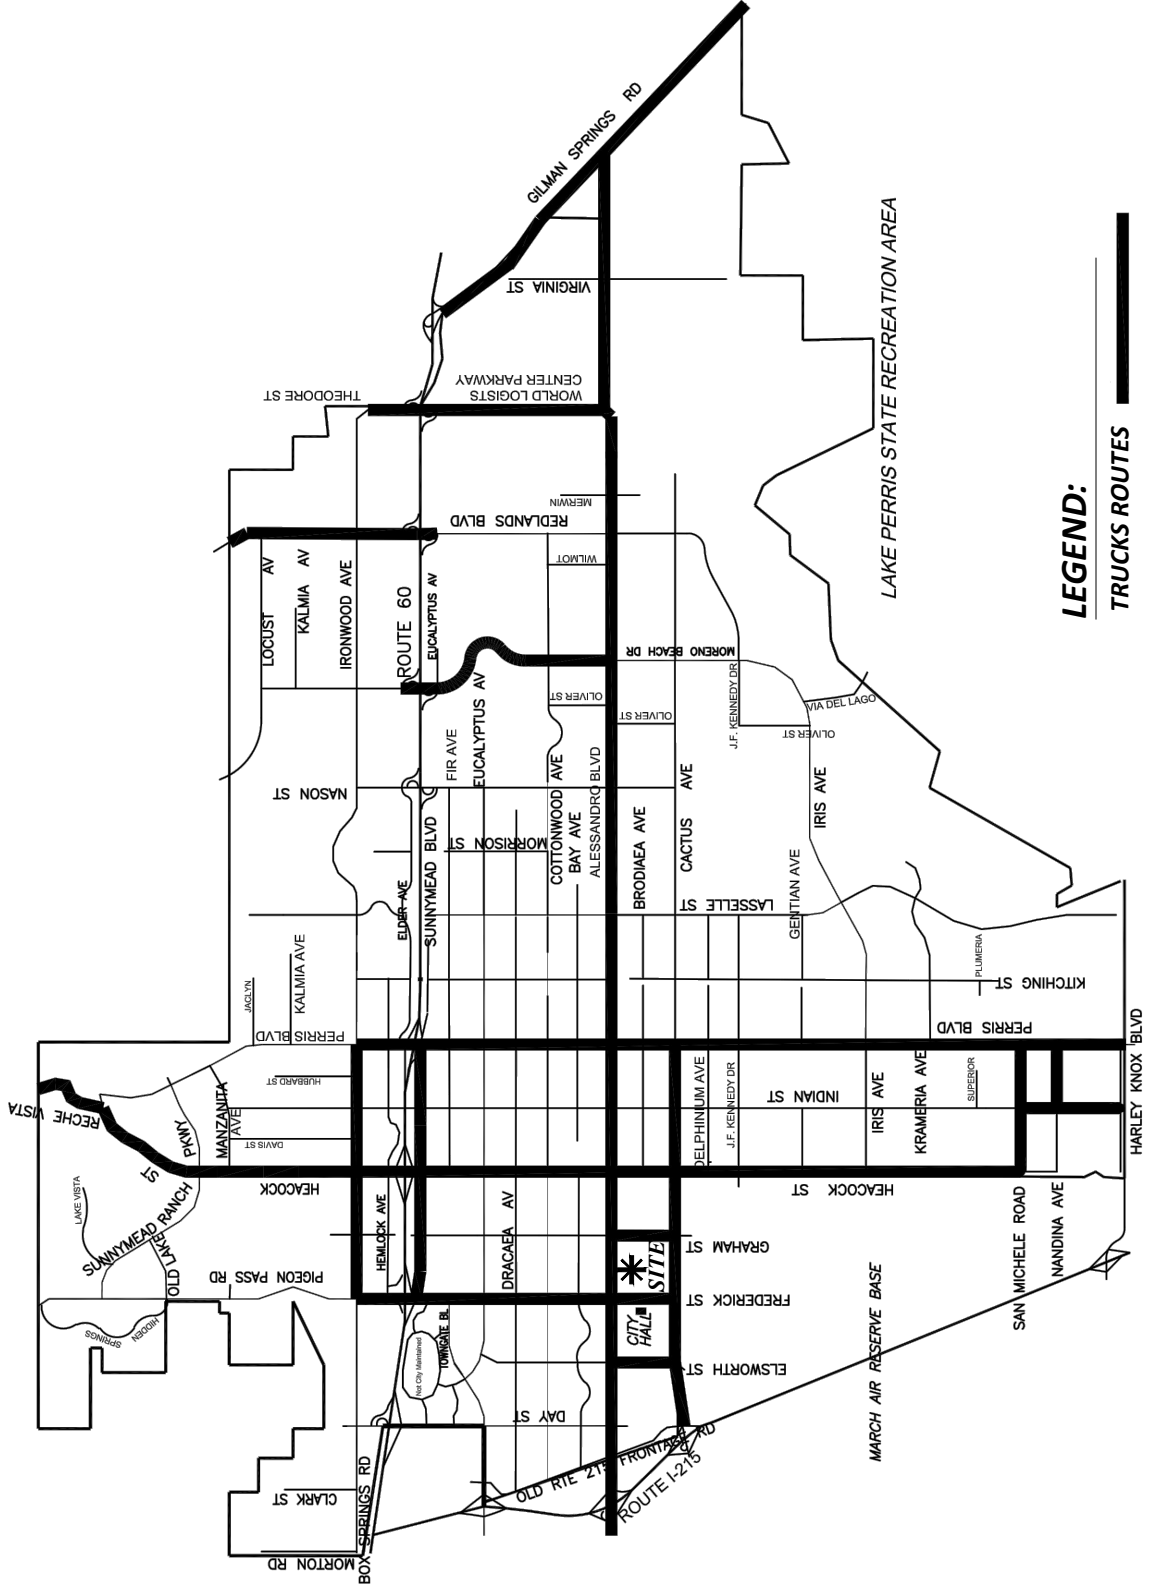 GILMAN SPRINGS RD
VIRGINIA ST
THEODORE ST
WORLD LOGISTS
CENTER PARKWAY
LAKE PERRIS STATE RECREATION AREA
MERWIN
REDLANDS BLVD
WILMOT
LOCUST AV
KALMIA AV
IRONWOOD AVE
ROUTE 60
EUCALYPTUS AV
LEGEND:
TRUCKS ROUTES
MORENO BEACH DR
OLIVER ST
OLIVER ST
J.F. KENNEDY DR
VIA DEL LAGO
OLIVER ST
FIR AVE
EUCALYPTUS AV
NASON ST
SUNNYMEAD BLVD
MORRISON ST
COTTONWOOD AVE
BAY AVE
ALESSANDRO BLVD
BRODIAEA AVE
CACTUS AVE
IRIS AVE
GENTIAN AVE
ELDER AVE
LASSELLE ST
JACLYN
KALMIA AVE
PLUMERIA
KITCHING ST
PERRIS BLVD
PERRIS BLVD
HARLEY KNOX BLVD
RECHE VISTA
HUBBARD ST
MANZANITA
AVE
PKWY
DAVIS ST
DELPHINIUM AVE
J.F. KENNEDY DR
INDIAN ST
IRIS AVE
KRAMERIA AVE
SUPERIOR
ST
HEACOCK
HEACOCK ST
LAKE VISTA
SUNNYMEAD RANCH
OLD LAKE
HEMLOCK AVE
DRACAEA AV
GRAHAM ST
SAN MICHELE ROAD
NANDINA AVE
PIGEON PASS RD
SITE
FREDERICK ST
HIDDEN
SPRINGS
CITY
HALL
Not City Maintained
TOWNGATE BL
ELSWORTH ST
MARCH AIR RESERVE BASE
DAY ST
OLD RTE 215 FRONTAGE RD
ROUTE I-215
CLARK ST
BOX SPRINGS RD
MORTON RD